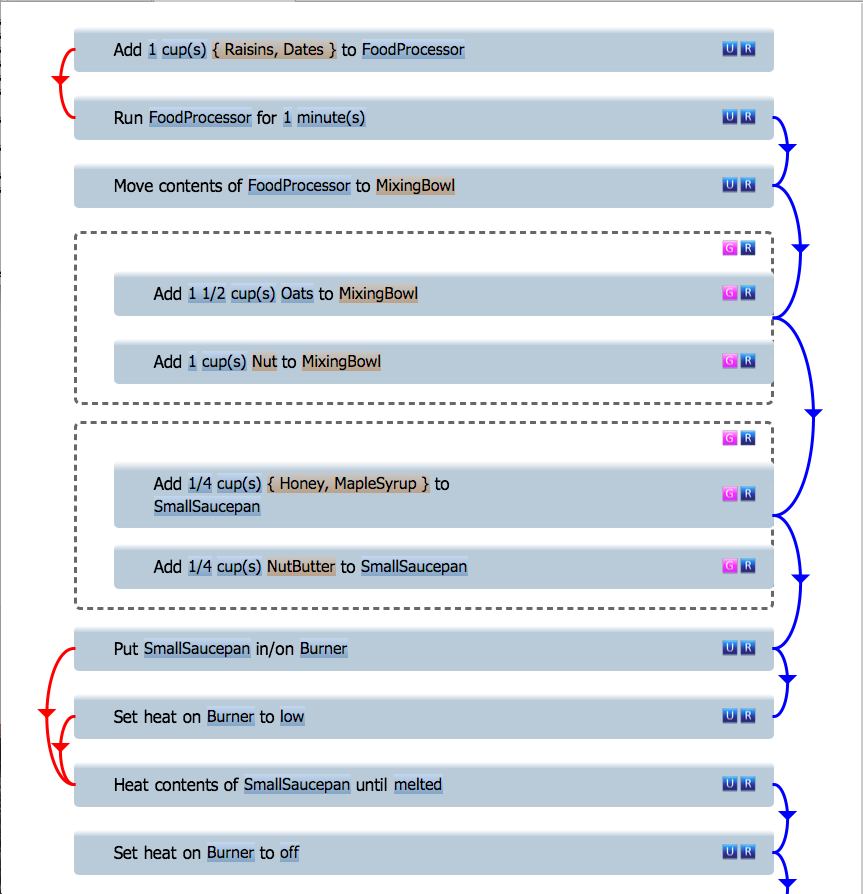 Add 1 cup(s) { Raisins, Dates } to FoodProcessor U R
Run FoodProcessor for 1 minute(s) U R
Move contents of FoodProcessor to MixingBowl U R
G R
Add 1 1/2 cup(s) Oats to MixingBowl G R
Add 1 cup(s) Nut to MixingBowl G R
G R
Add 1/4 cup(s) { Honey, MapleSyrup } to
SmallSaucepan G R
Add 1/4 cup(s) NutButter to SmallSaucepan G R
Put SmallSaucepan in/on Burner U R
Set heat on Burner to low U R
Heat contents of SmallSaucepan until melted U R
Set heat on Burner to off U R